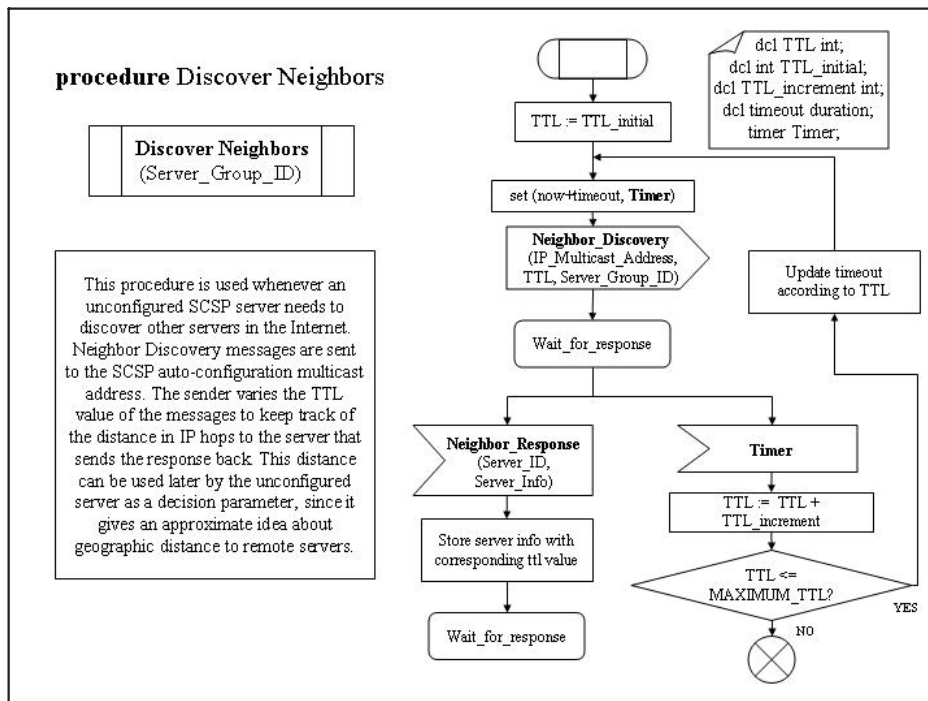 procedure Discover Neighbors
Discover Neighbors
(Server_Group_ID)
This procedure is used whenever an
unconfigured SCSP server needs to
discover other servers in the Internet.
Neighbor Discovery messages are sent
to the SCSP auto-configuration multicast
address. The sender varies the TTL
value of the messages to keep track of
the distance in IP hops to the server that
sends the response back. This distance
can be used later by the unconfigured
server as a decision parameter, since it
gives an approximate idea about
geographic distance to remote servers.
dcl TTL int;
dcl int TTL_initial;
dcl TTL_increment int;
dcl timeout duration;
timer Timer;
TTL := TTL_initial
set (now+timeout, Timer)
Neighbor_Discovery
(IP_Multicast_Address,
TTL, Server_Group_ID)
Update timeout
according to TTL
Wait_for_response
Neighbor_Response
(Server_ID,
Server_Info)
Store server info with
corresponding ttl value
Wait_for_response
Timer
TTL := TTL +
TTL_increment
TTL <=
MAXIMUM_TTL?
YES
NO